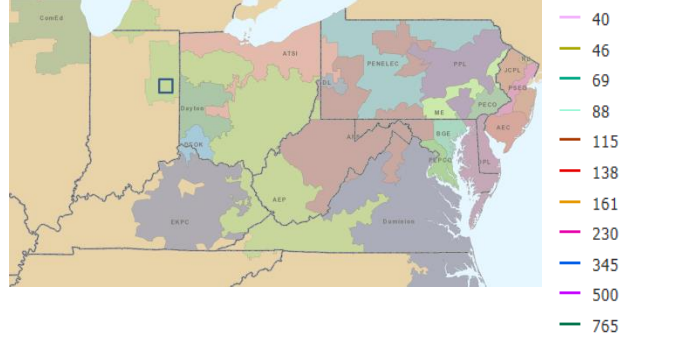 ComEd
ATSI
PENELEC
PPL
JCPL
DL
PSEG
Dayton
ME
PECO
AEC
BGE
DEOK
PEPCO
DPL
AEP
EKPC
Dominion
40
46
69
88
115
138
161
230
345
500
765